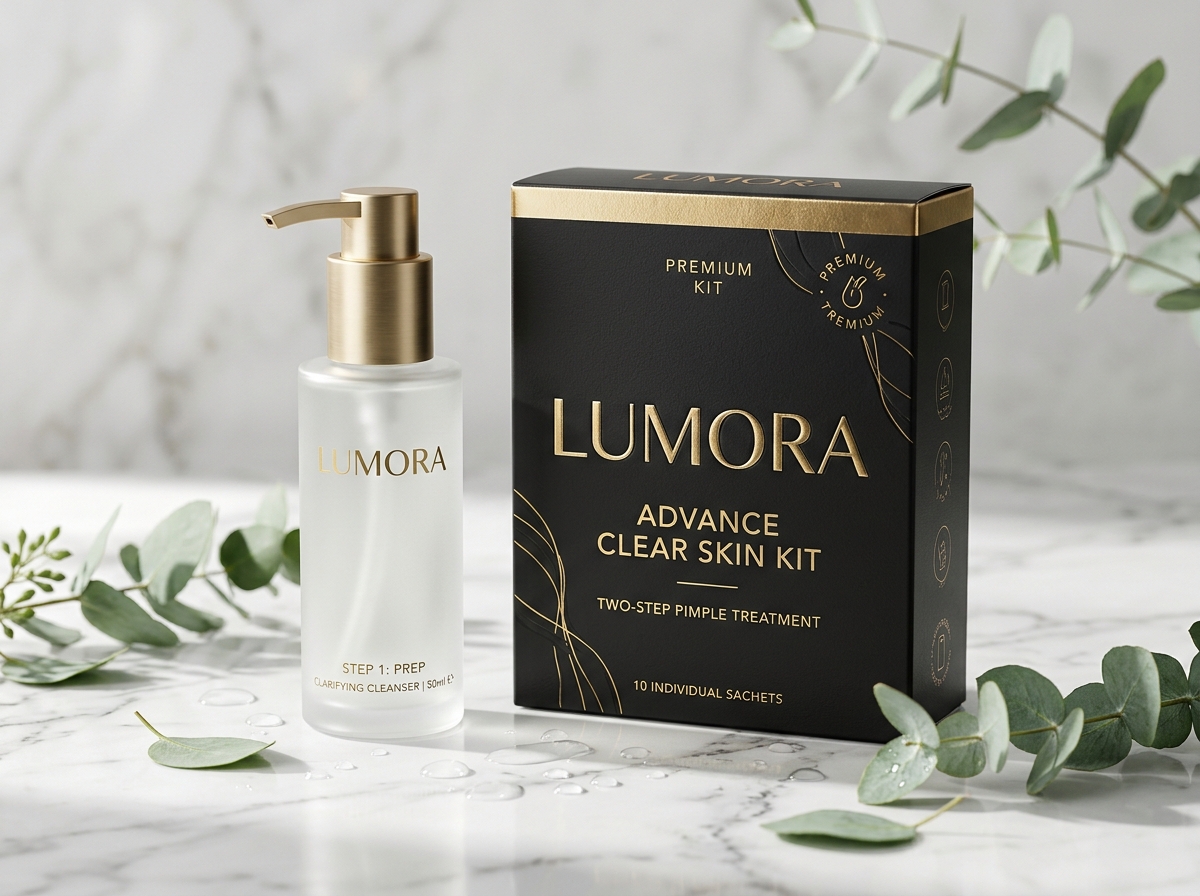 LUMORA
STEP 1: PREP
CLARIFYING CLEANSER | 50ml
LUMORA
PREMIUM
KIT
PREMIUM
TREMIUM
LUMORA
ADVANCE
CLEAR SKIN KIT
TWO-STEP PIMPLE TREATMENT
10 INDIVIDUAL SACHETS